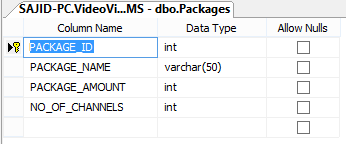 SAJID-PC.VideoVi...MS - dbo.Packages
Column Name Data Type Allow Nulls
PACKAGE_ID int
PACKAGE_NAME varchar(50)
PACKAGE_AMOUNT int
NO_OF_CHANNELS int